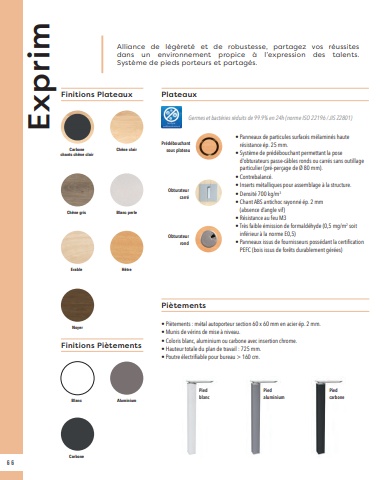 Exprim
Alliance de légéreté et de robustesse, partagez vos réussites
dans un environnement propice à l'expression des talents.
Système de pieds porteurs et partagés.
Finitions Plateaux
Carbone
chants chêne clair
Chêne clair
Chêne gris
Blanc perle
Erable
Hêtre
Noyer
Finitions Piètements
Blanc
Aluminium
Carbone
Plateaux
Germes et bactéries réduits de 99.9% en 24h (norme ISO 22196 / JIS Z2801)
Prédébouchant
sous plateau
Obturateur
carré
Obturateur
rond
• Panneaux de particules surfacés mélaminés haute
résistance ép. 25 mm.
• Système de prédébouchant permettant la pose
d'obturateurs passe-câbles ronds ou carrés sans outillage
particulier (pré-perçage de Ø 80 mm).
• Contrebalancé.
• Inserts métalliques pour assemblage à la structure.
• Densité 700 kg/m³
• Chant ABS antichoc rayonné ép. 2 mm
(absence d'angle vif)
• Résistance au feu M3
• Très faible émission de formaldéhyde (0,5 mg/m² soit
inférieur à la norme E0,5)
• Panneaux issus de fournisseurs possédant la certification
PEFC (bois issus de forêts durablement gérées)
Piètements
• Piètements : métal autoporteur section 60 x 60 mm en acier ép. 2 mm.
• Munis de vérins de mise à niveau.
• Coloris blanc, aluminium ou carbone avec insertion chrome.
• Hauteur totale du plan de travail : 725 mm.
• Poutre électrifiable pour bureau > 160 cm.
Pied
blanc
Pied
aluminium
Pied
carbone
66